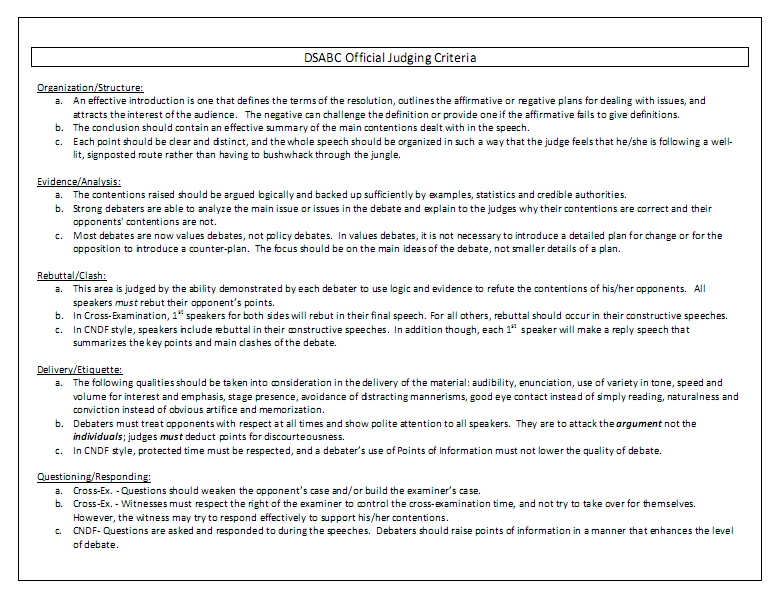 DSABC Official Judging Criteria
Organization/Structure:
a. An effective introduction is one that defines the terms of the resolution, outlines the affirmative or negative plans for dealing with issues, and
attracts the interest of the audience. The negative can challenge the definition or provide one if the affirmative fails to give definitions.
b. The conclusion should contain an effective summary of the main contentions dealt with in the speech.
c. Each point should be clear and distinct, and the whole speech should be organized in such a way that the judge feels that he/she is following a well-
lit, signposted route rather than having to bushwhack through the jungle.
Evidence/Analysis:
a. The contentions raised should be argued logically and backed up sufficiently by examples, statistics and credible authorities.
b. Strong debaters are able to analyze the main issue or issues in the debate and explain to the judges why their contentions are correct and their
opponents' contentions are not.
c. Most debates are now values debates, not policy debates. In values debates, it is not necessary to introduce a detailed plan for change or for the
opposition to introduce a counter-plan. The focus should be on the main ideas of the debate, not smaller details of a plan.
Rebuttal/Clash:
a. This area is judged by the ability demonstrated by each debater to use logic and evidence to refute the contentions of his/her opponents. All
speakers must rebut their opponent's points.
b. In Cross-Examination, 1st speakers for both sides will rebut in their final speech. For all others, rebuttal should occur in their constructive speeches.
c. In CNDF style, speakers include rebuttal in their constructive speeches. In addition though, each 1st speaker will make a reply speech that
summarizes the key points and main clashes of the debate.
Delivery/Etiquette:
a. The following qualities should be taken into consideration in the delivery of the material: audibility, enunciation, use of variety in tone, speed and
volume for interest and emphasis, stage presence, avoidance of distracting mannerisms, good eye contact instead of simply reading, naturalness and
conviction instead of obvious artifice and memorization.
b. Debaters must treat opponents with respect at all times and show polite attention to all speakers. They are to attack the argument not the
individuals; judges must deduct points for discourteousness.
c. In CNDF style, protected time must be respected, and a debater's use of Points of Information must not lower the quality of debate.
Questioning/Responding:
a. Cross-Ex. - Questions should weaken the opponent's case and/or build the examiner's case.
b. Cross-Ex. - Witnesses must respect the right of the examiner to control the cross-examination time, and not try to take over for themselves.
However, the witness may try to respond effectively to support his/her contentions.
c. CNDF- Questions are asked and responded to during the speeches. Debaters should raise points of information in a manner that enhances the level
of debate.